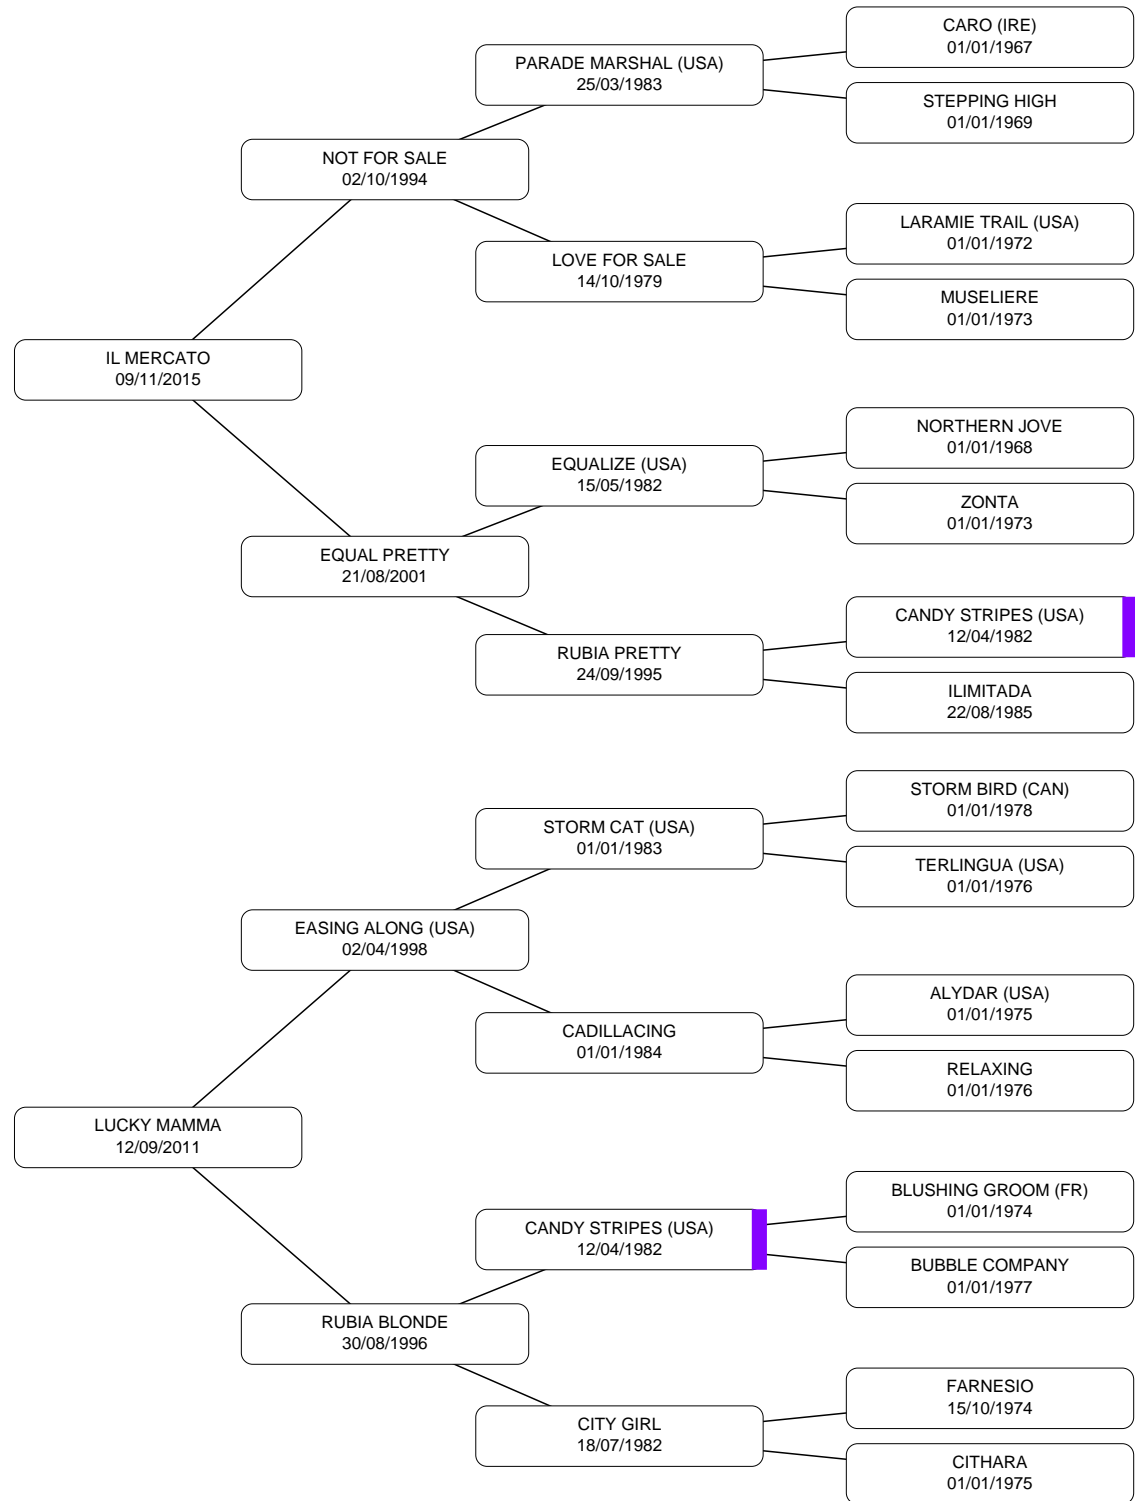 CARO (IRE)
01/01/1967
PARADE MARSHAL (USA)
25/03/1983
STEPPING HIGH
01/01/1969
NOT FOR SALE
02/10/1994
LARAMIE TRAIL (USA)
01/01/1972
LOVE FOR SALE
14/10/1979
MUSELIERE
01/01/1973
IL MERCATO
09/11/2015
NORTHERN JOVE
01/01/1968
EQUALIZE (USA)
15/05/1982
ZONTA
01/01/1973
EQUAL PRETTY
21/08/2001
CANDY STRIPES (USA)
12/04/1982
RUBIA PRETTY
24/09/1995
ILIMITADA
22/08/1985
STORM BIRD (CAN)
01/01/1978
STORM CAT (USA)
01/01/1983
TERLINGUA (USA)
01/01/1976
EASING ALONG (USA)
02/04/1998
ALYDAR (USA)
01/01/1975
CADILLACING
01/01/1984
RELAXING
01/01/1976
LUCKY MAMMA
12/09/2011
BLUSHING GROOM (FR)
01/01/1974
CANDY STRIPES (USA)
12/04/1982
BUBBLE COMPANY
01/01/1977
RUBIA BLONDE
30/08/1996
FARNESIO
15/10/1974
CITY GIRL
18/07/1982
CITHARA
01/01/1975